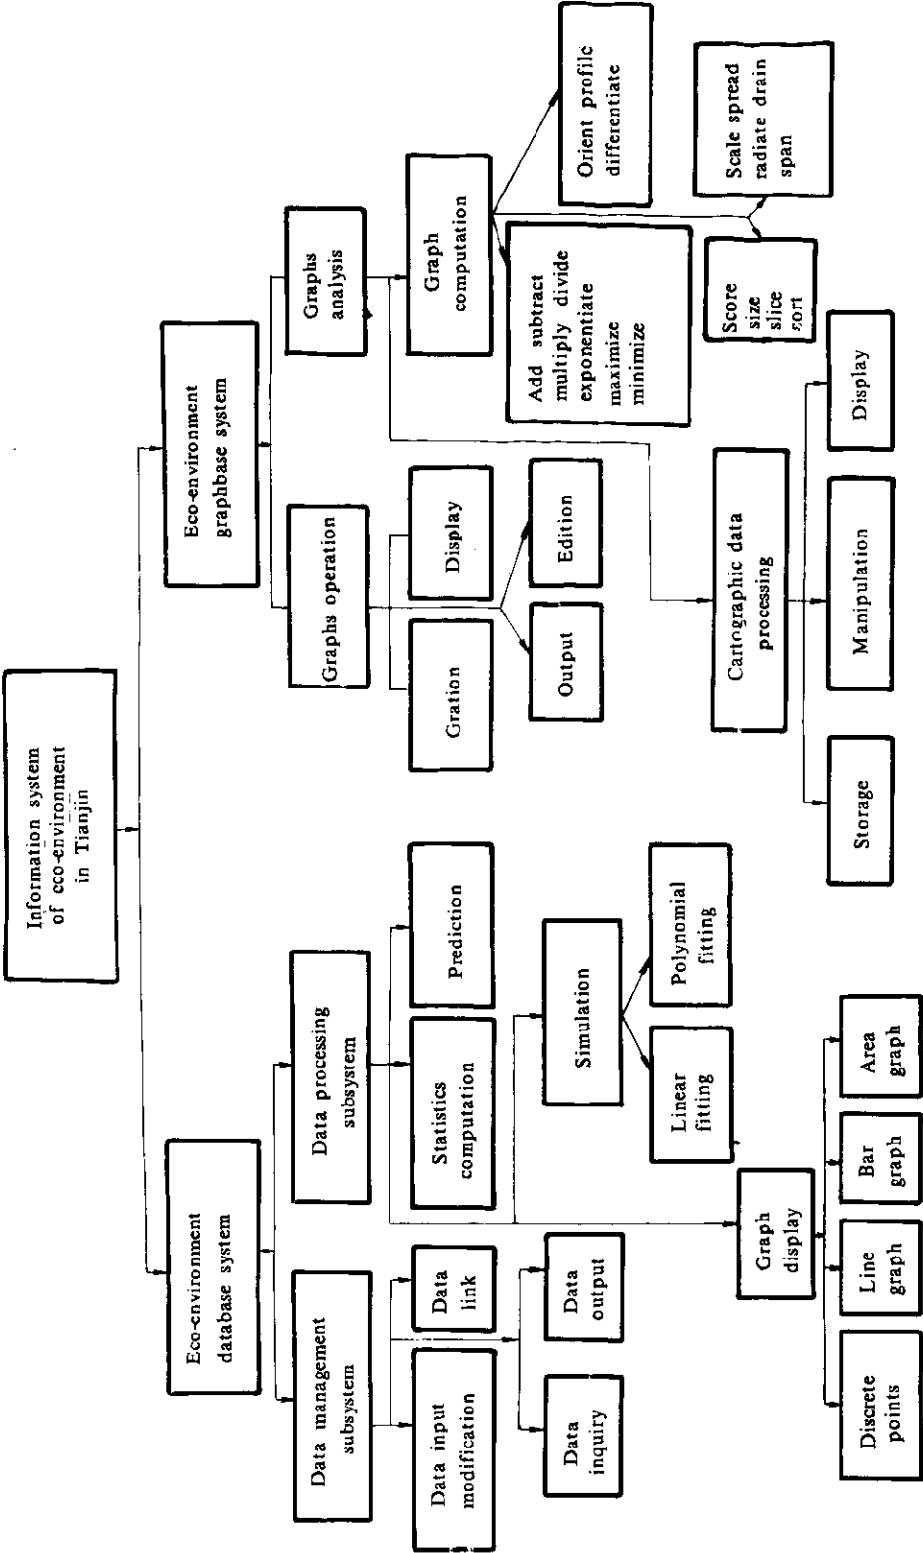 Information system
of eco-environment
in Tianjin
Eco-environment
database system
Eco-environment
graphbase system
Data management
subsystem
Data processing
subsystem
Graphs operation
Graphs
analysis
Data input
modification
Data
link
Statistics
computation
Prediction
Gration
Display
Graph
computation
Data
inquiry
Data
output
Simulation
Output
Edition
Add subtract
multiply divide
exponentiate
maximize
minimize
Orient profile
differentiate
Linear
fitting
Polynomial
fitting
Score
size
slice
sort
Scale spread
radiate drain
span
Graph
display
Cartographic data
processing
Discrete
points
Line
graph
Bar
graph
Area
graph
Storage
Manipulation
Display